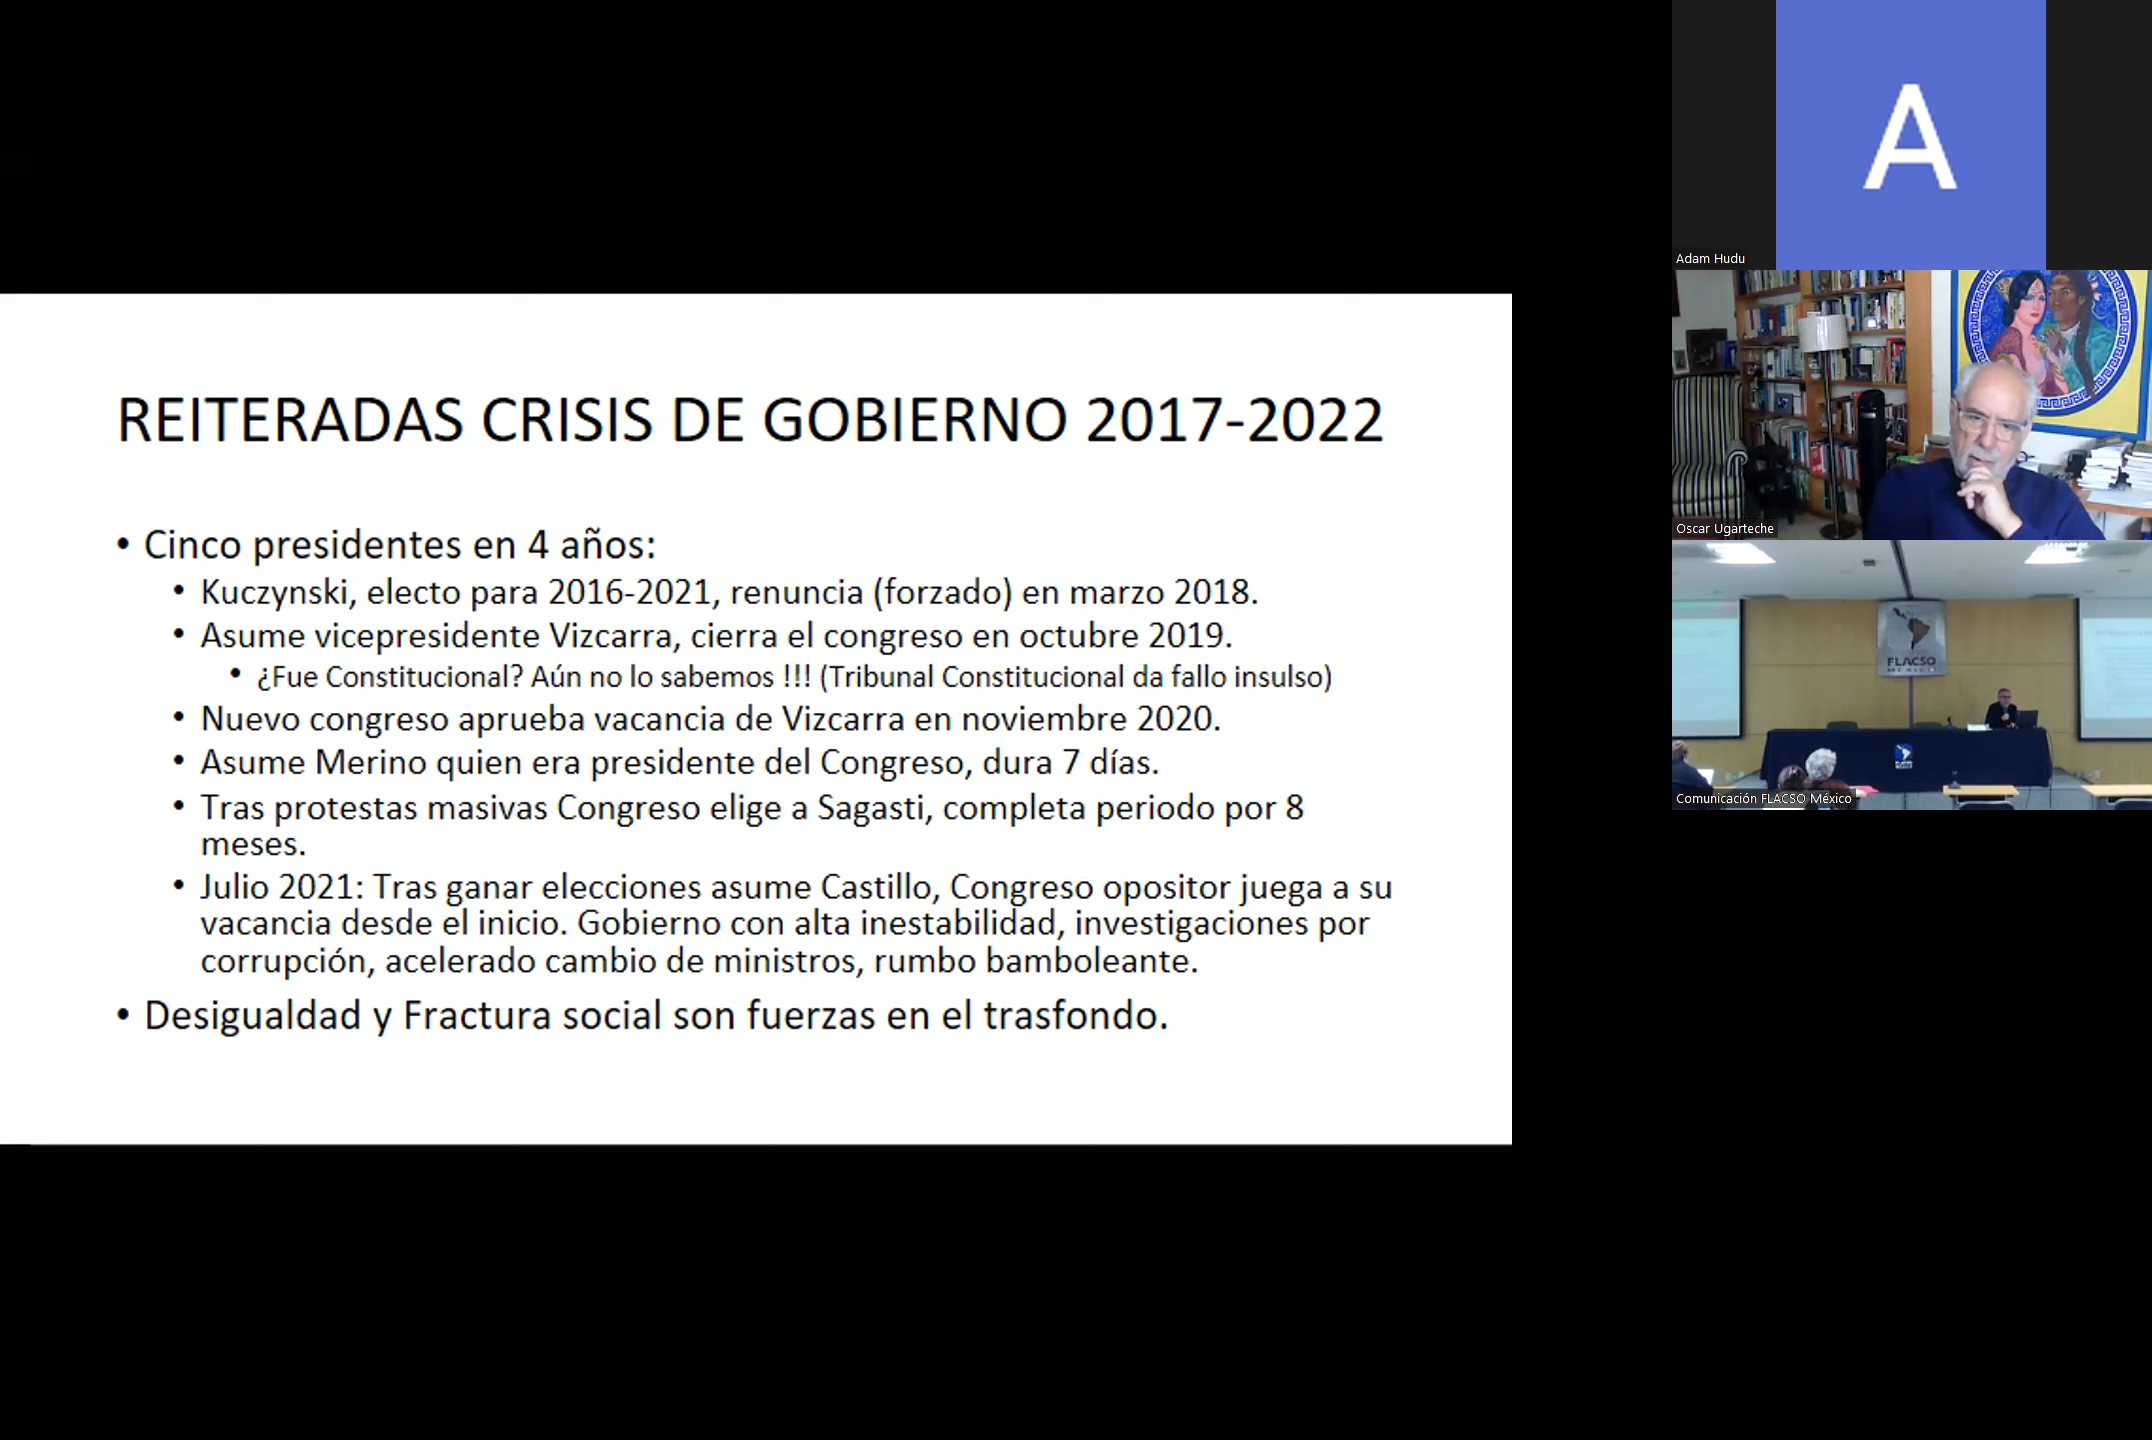 REITERADAS CRISIS DE GOBIERNO 2017-2022
• Cinco presidentes en 4 años:
• Kuczynski, electo para 2016-2021, renuncia (forzado) en marzo 2018.
• Asume vicepresidente Vizcarra, cierra el congreso en octubre 2019.
• ¿Fue Constitucional? Aún no lo sabemos !!! (Tribunal Constitucional da fallo insulso)
• Nuevo congreso aprueba vacancia de Vizcarra en noviembre 2020.
• Asume Merino quien era presidente del Congreso, dura 7 días.
• Tras protestas masivas Congreso elige a Sagasti, completa periodo por 8
meses.
• Julio 2021: Tras ganar elecciones asume Castillo, Congreso opositor juega a su
vacancia desde el inicio. Gobierno con alta inestabilidad, investigaciones por
corrupción, acelerado cambio de ministros, rumbo bamboleante.
• Desigualdad y Fractura social son fuerzas en el trasfondo.
A
Adam Hudu
Oscar Ugarteche
FLACSO
MÉXICO
Comunicación FLACSO México